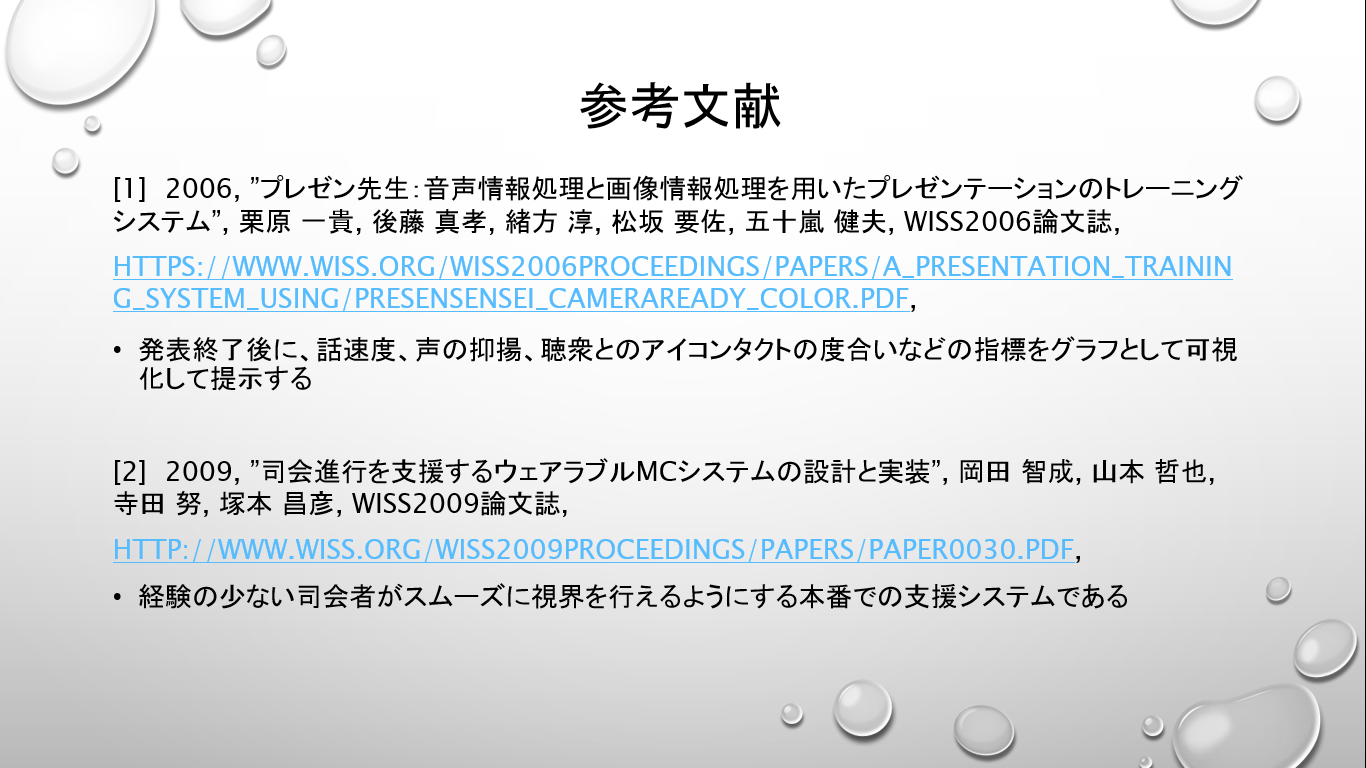 参考文献
[1] 2006, ”プレゼン先生：音声情報処理と画像情報処理を用いたプレゼンテーションのトレーニング
システム”, 栗原 一貴, 後藤 真孝, 緒方 淳, 松坂 要佐, 五十嵐 健夫, WISS2006論文誌,
HTTPS://WWW.WISS.ORG/WISS2006PROCEEDINGS/PAPERS/A_PRESENTATION_TRAININ
G_SYSTEM_USING/PRESENSENSEI_CAMERAREADY_COLOR.PDF,
• 発表終了後に、話速度、声の抑揚、聴衆とのアイコンタクトの度合いなどの指標をグラフとして可視
化して提示する
[2] 2009, ”司会進行を支援するウェアラブルMCシステムの設計と実装”, 岡田 智成, 山本 哲也,
寺田 努, 塚本 昌彦, WISS2009論文誌,
HTTP://WWW.WISS.ORG/WISS2009PROCEEDINGS/PAPERS/PAPER0030.PDF,
• 経験の少ない司会者がスムーズに視界を行えるようにする本番での支援システムである